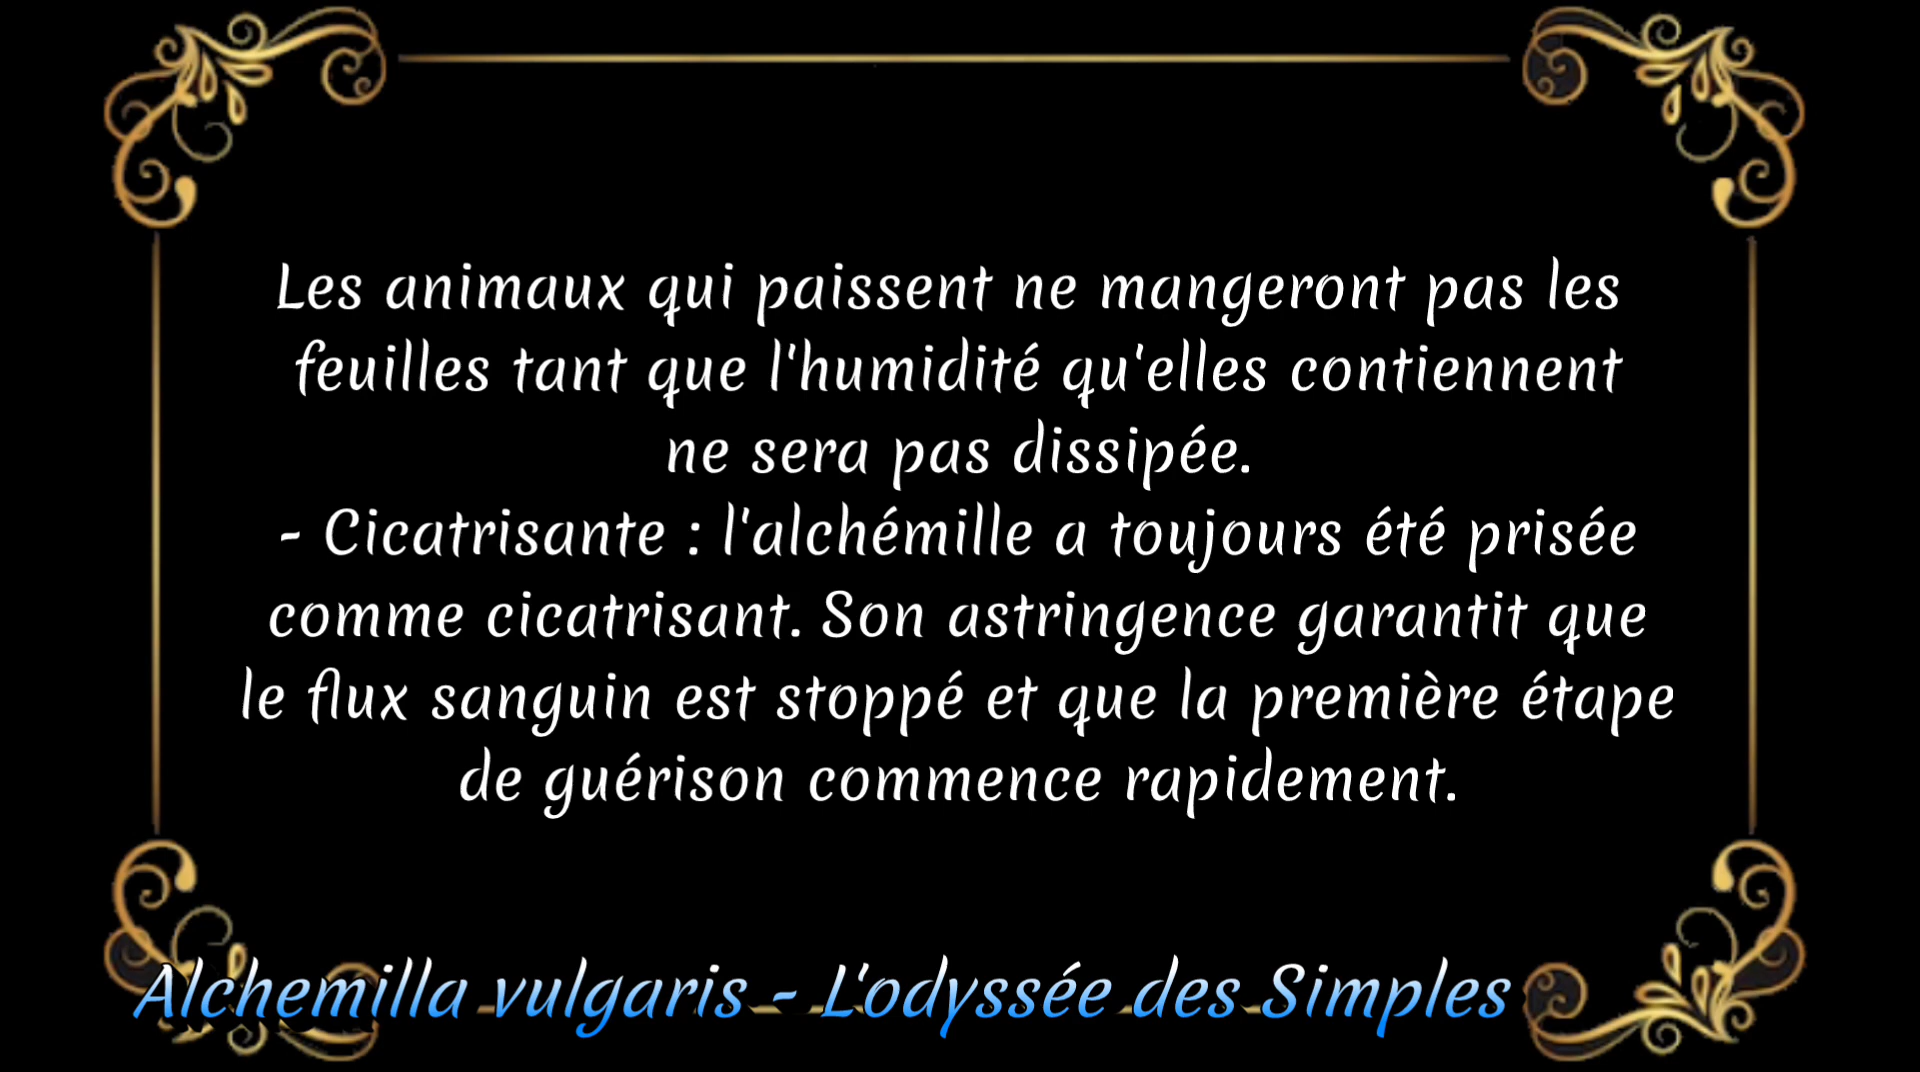 Les animaux qui paissent ne mangeront pas les
feuilles tant que l'humidité qu'elles contiennent
ne sera pas dissipée.
- Cicatrisante : l'alchémille a toujours été prisée
comme cicatrisant. Son astringence garantit que
le flux sanguin est stoppé et que la première étape
de guérison commence rapidement.
Alchemilla vulgaris - L'odyssée des Simples